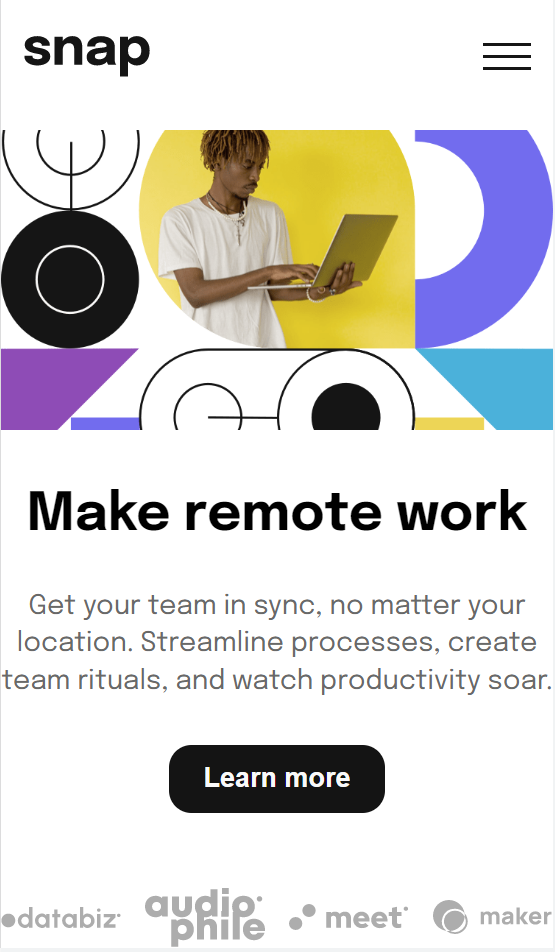 snap
Make remote work
Get your team in sync, no matter your
location. Streamline processes, create
team rituals, and watch productivity soar.
Learn more
databiz
audio
phile
meet
maker